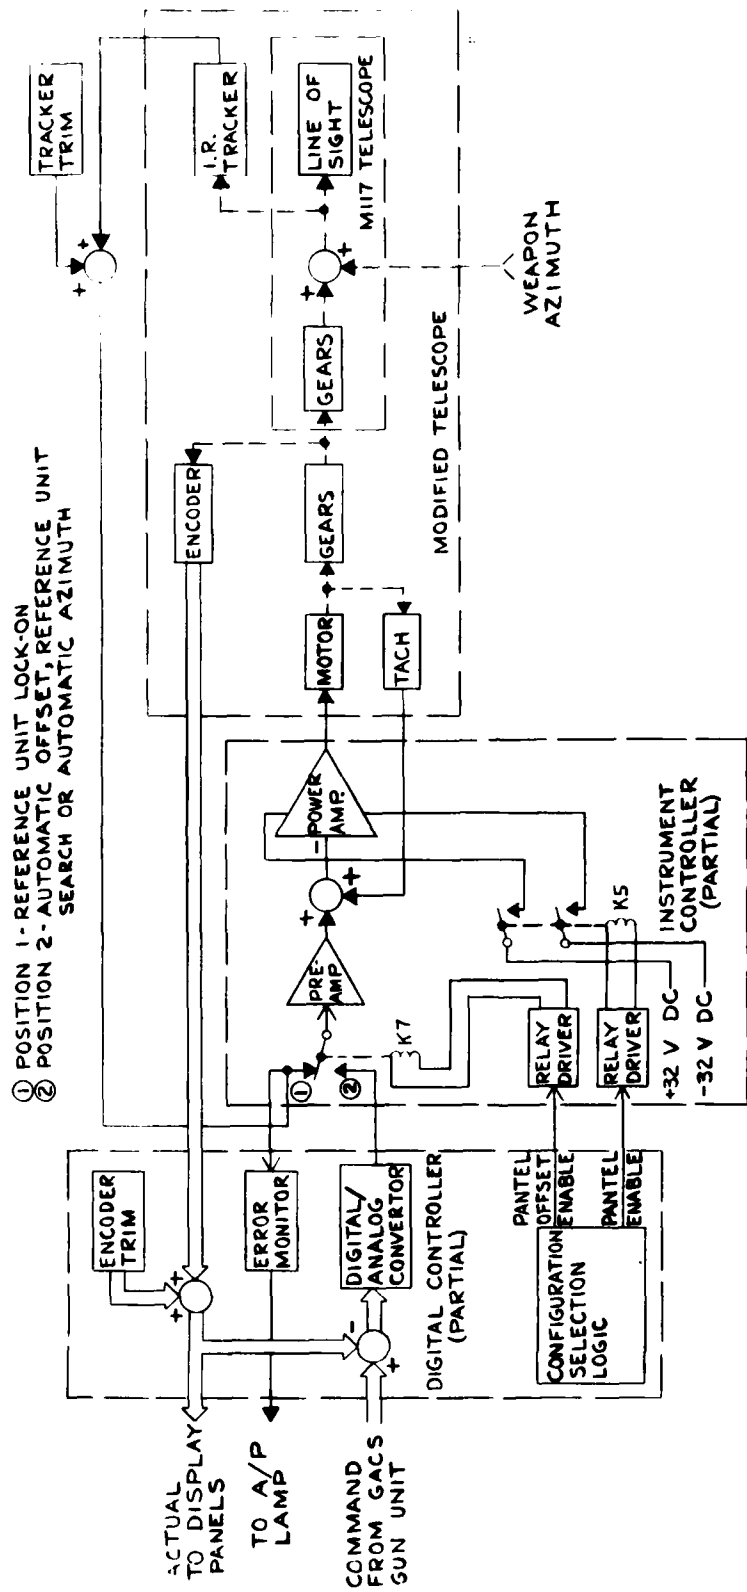 ① POSITION 1-REFERENCE UNIT LOCK-ON
② POSITION 2-AUTOMATIC OFFSET, REFERENCE UNIT
SEARCH OR AUTOMATIC AZIMUTH
ACTUAL
TO DISPLAY
PANELS
TO A/P
LAMP
COMMAND
FROM GACS
GUN UNIT
ENCODER
TRIM
+
+
ERROR
MONITOR
DIGITAL/
ANALOG
CONVERTOR
-
+
DIGITAL CONTROLLER
(PARTIAL)
CONFIGURATION
SELECTION
LOGIC
PANTEL
OFFSET
ENABLE
PANTEL
ENABLE
①
②
K7
PRE-
AMP
+
+
-
POWER
AMP.
RELAY
DRIVER
RELAY
DRIVER
K5
+32 V DC
-32 V DC
INSTRUMENT
CONTROLLER
(PARTIAL)
ENCODER
MOTOR
TACH
GEARS
GEARS
+
+
MODIFIED TELESCOPE
WEAPON
AZIMUTH
TRACKER
TRIM
+
+
I.R.
TRACKER
LINE OF
SIGHT
M117 TELESCOPE